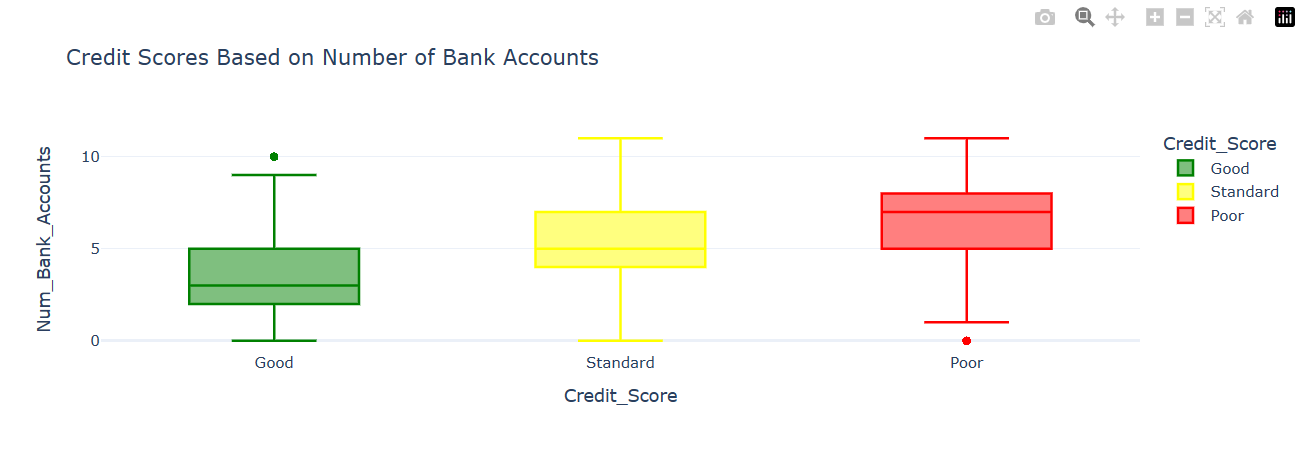 Credit Scores Based on Number of Bank Accounts
Num_Bank_Accounts
10
5
0
Good
Standard
Poor
Credit_Score
Credit_Score
Good
Standard
Poor